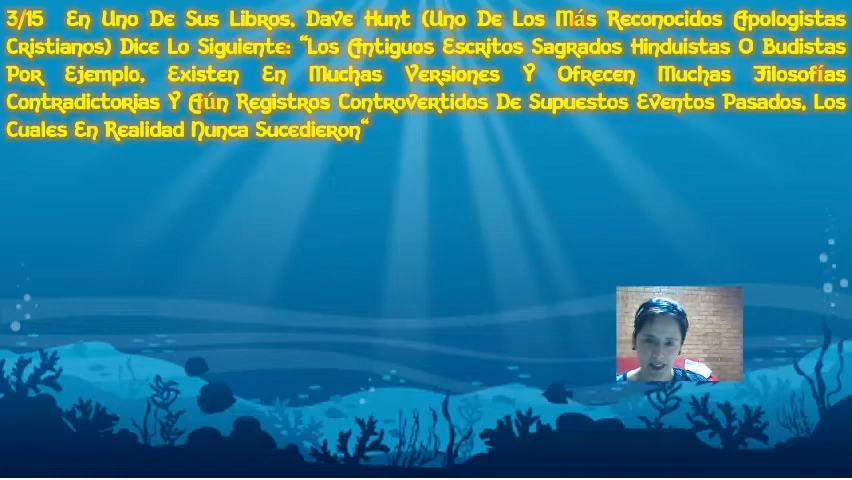 3/15 En Uno De Sus Libros, Dave Hunt (Uno De Los Más Reconocidos Apologistas
Cristianos) Dice Lo Siguiente: “Los Antiguos Escritos Sagrados Hinduistas O Budistas
Por Ejemplo, Existen En Muchas Versiones Y Ofrecen Muchas Filosofías
Contradictorias Y Aún Registros Controvertidos De Supuestos Eventos Pasados, Los
Cuales En Realidad Nunca Sucedieron“